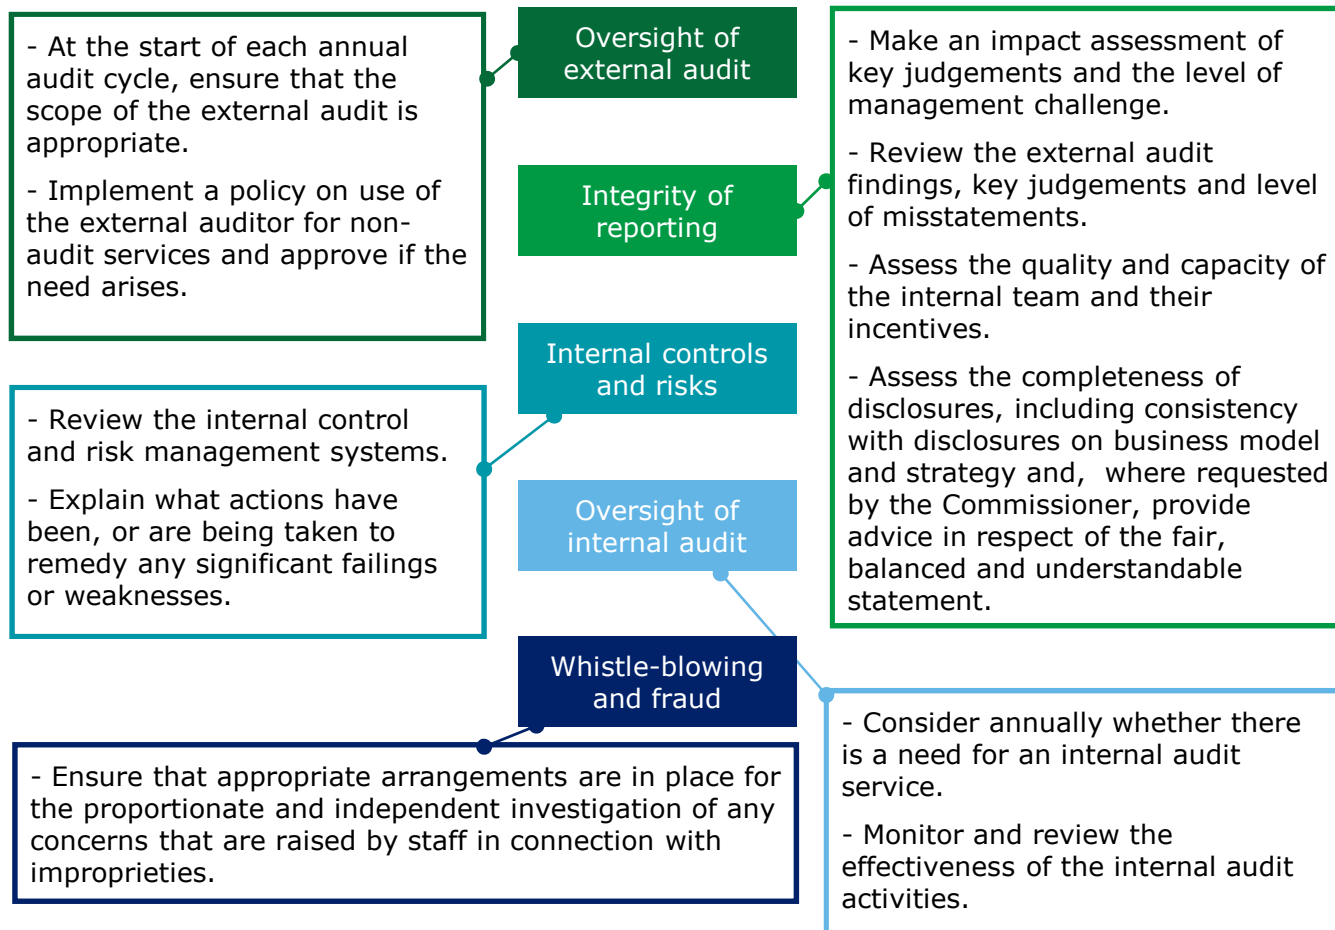 Oversight of
external audit
- At the start of each annual
audit cycle, ensure that the
scope of the external audit is
appropriate.
- Implement a policy on use of
the external auditor for non-
audit services and approve if the
need arises.
Integrity of
reporting
- Make an impact assessment of
key judgements and the level of
management challenge.
- Review the external audit
findings, key judgements and level
of misstatements.
- Assess the quality and capacity of
the internal team and their
incentives.
- Assess the completeness of
disclosures, including consistency
with disclosures on business model
and strategy and, where requested
by the Commissioner, provide
advice in respect of the fair,
balanced and understandable
statement.
Internal controls
and risks
- Review the internal control
and risk management systems.
- Explain what actions have
been, or are being taken to
remedy any significant failings
or weaknesses.
Oversight of
internal audit
- Consider annually whether there
is a need for an internal audit
service.
- Monitor and review the
effectiveness of the internal audit
activities.
Whistle-blowing
and fraud
- Ensure that appropriate arrangements are in place for
the proportionate and independent investigation of any
concerns that are raised by staff in connection with
improprieties.